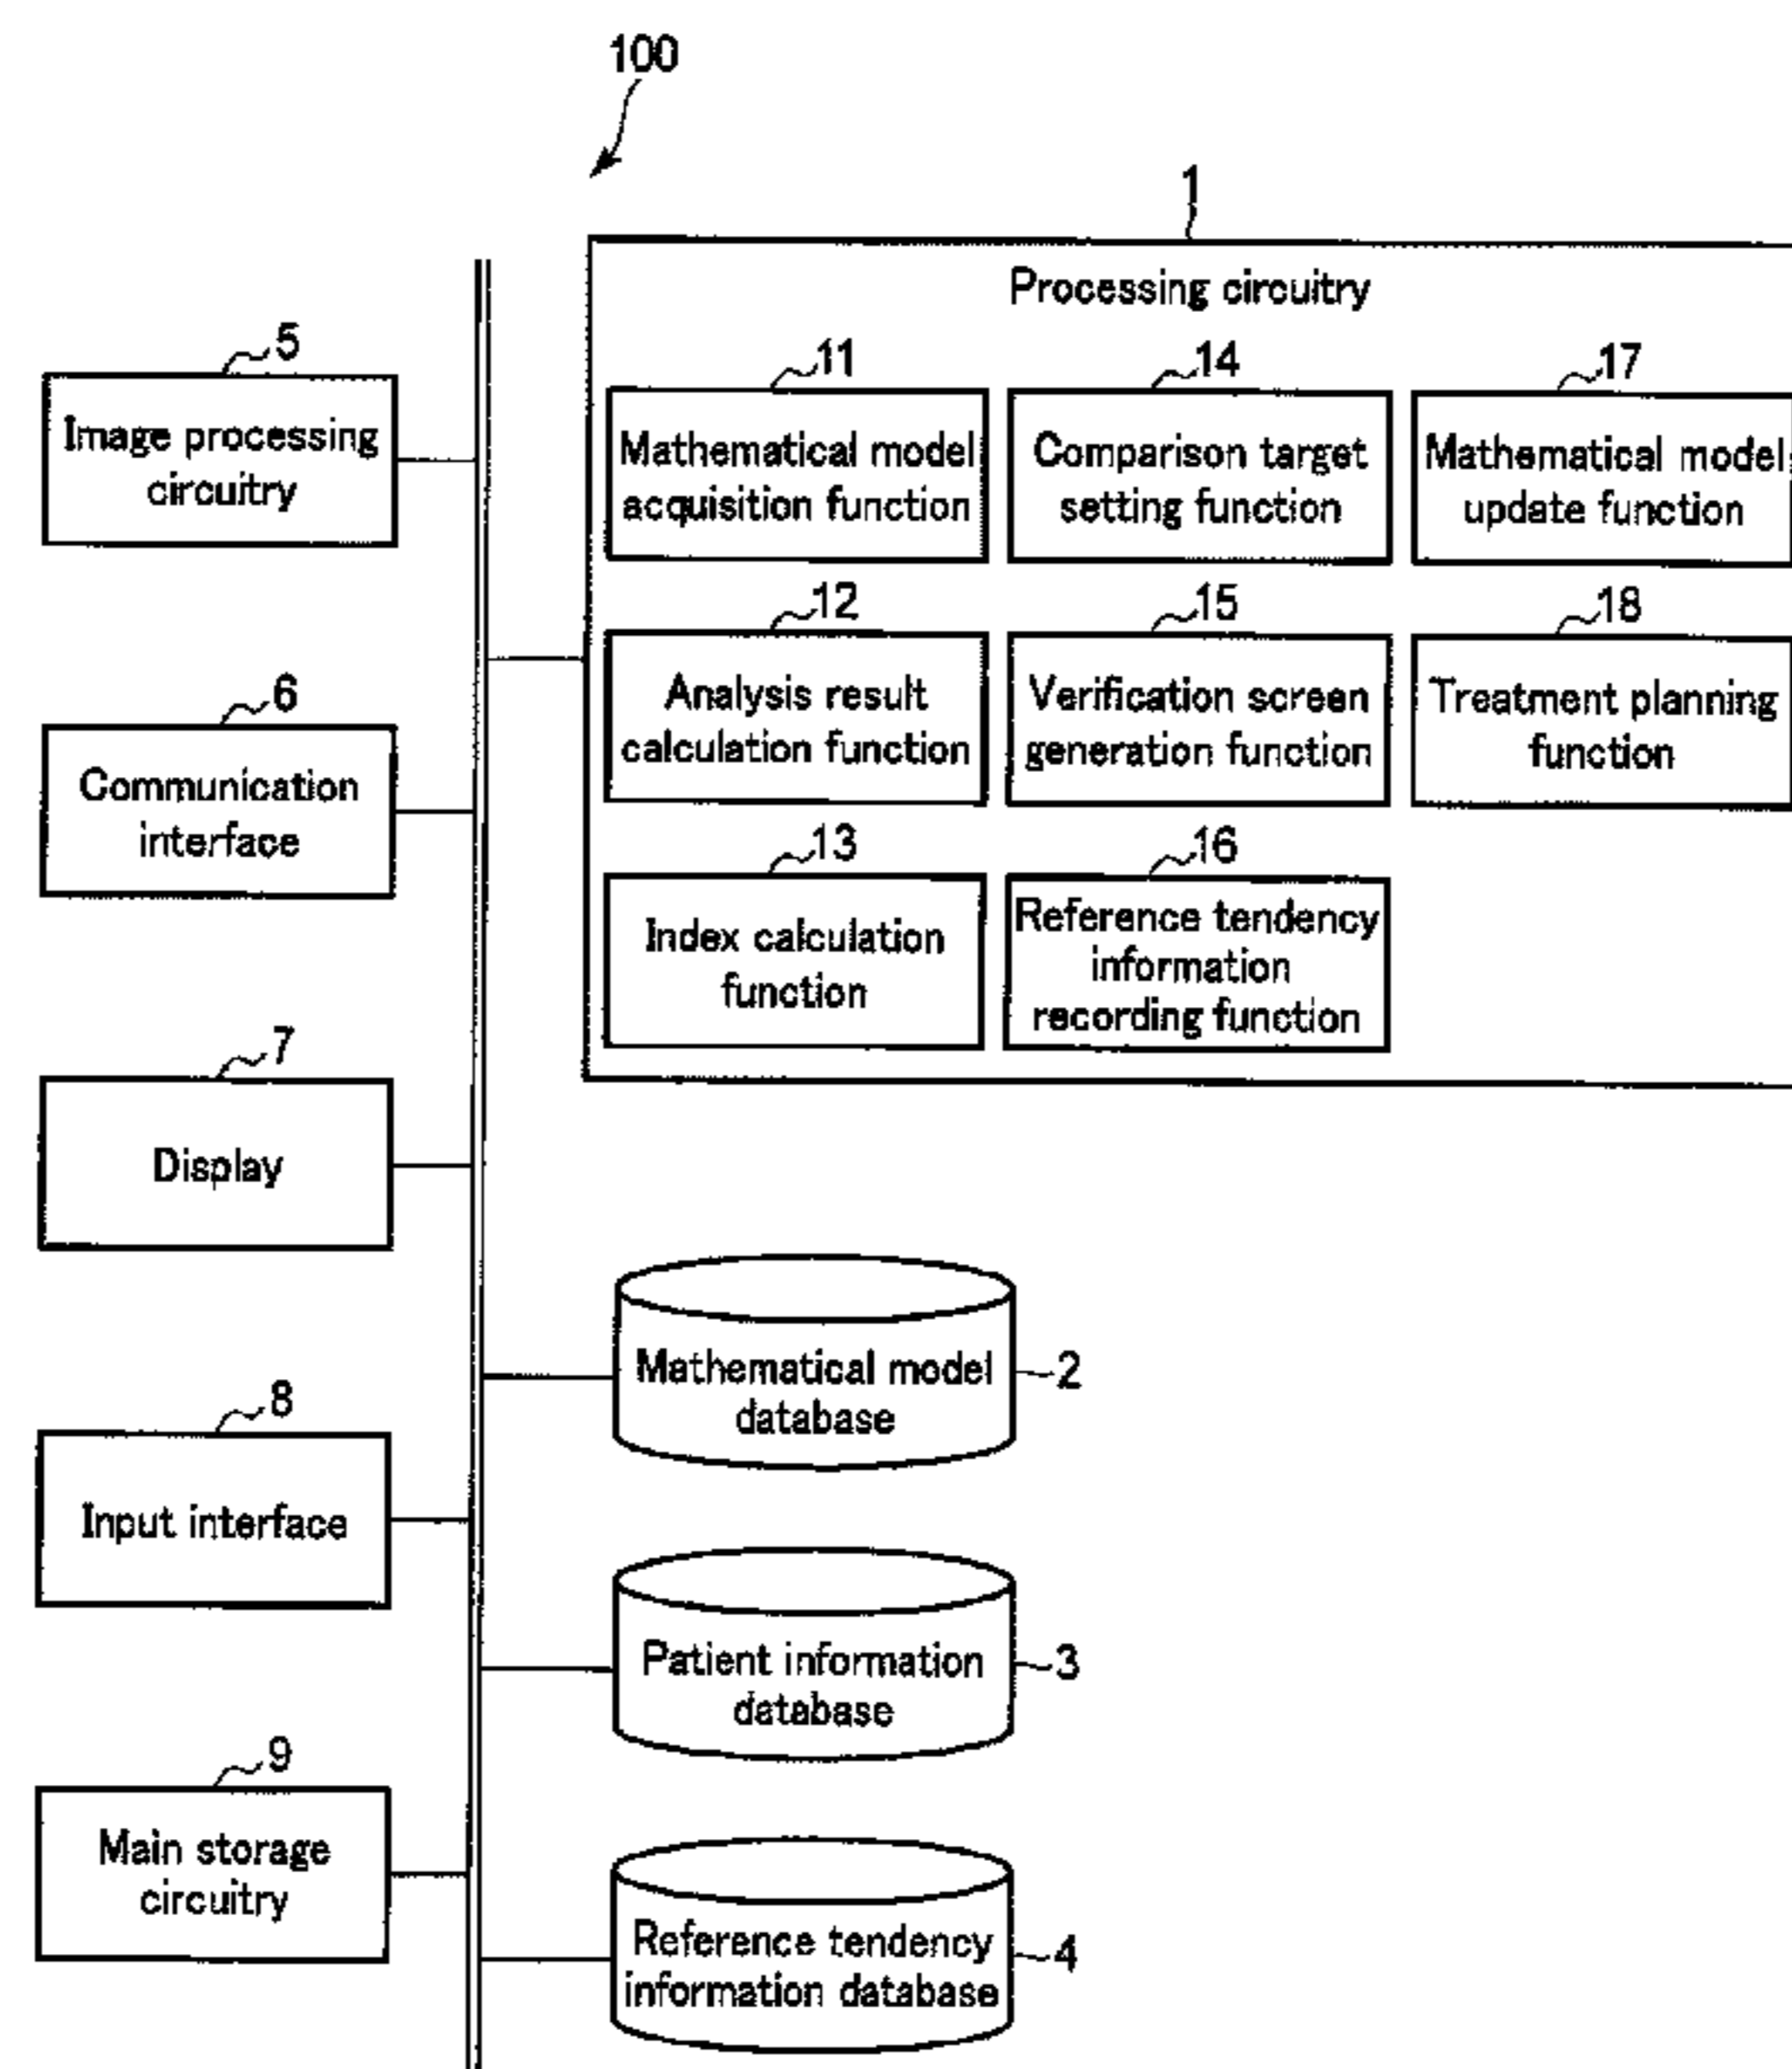 100
1
Processing circuitry
5
Image processing
circuitry
6
Communication
interface
7
Display
8
Input interface
9
Main storage
circuitry
11
Mathematical model
acquisition function
14
Comparison target
setting function
17
Mathematical model
update function
12
Analysis result
calculation function
15
Verification screen
generation function
18
Treatment planning
function
13
Index calculation
function
16
Reference tendency
information
recording function
Mathematical model
database
2
Patient information
database
3
Reference tendency
information database
4